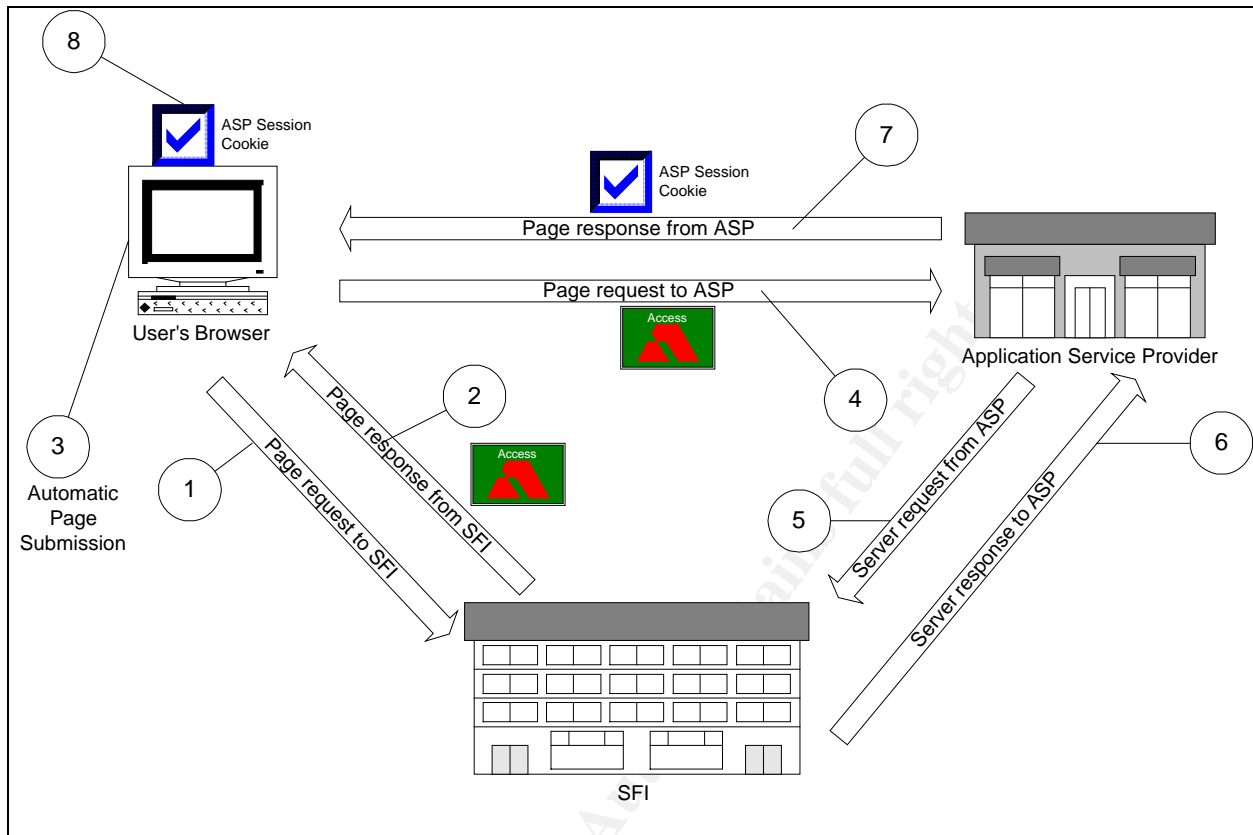 8
ASP Session
Cookie
7
ASP Session
Cookie
Page response from ASP
Page request to ASP
Access
User's Browser
Application Service Provider
2
4
3
Automatic
Page
Submission
1
Page request to SFI
Page response from SFI
Access
5
Server request from ASP
6
Server response to ASP
SFI
full right